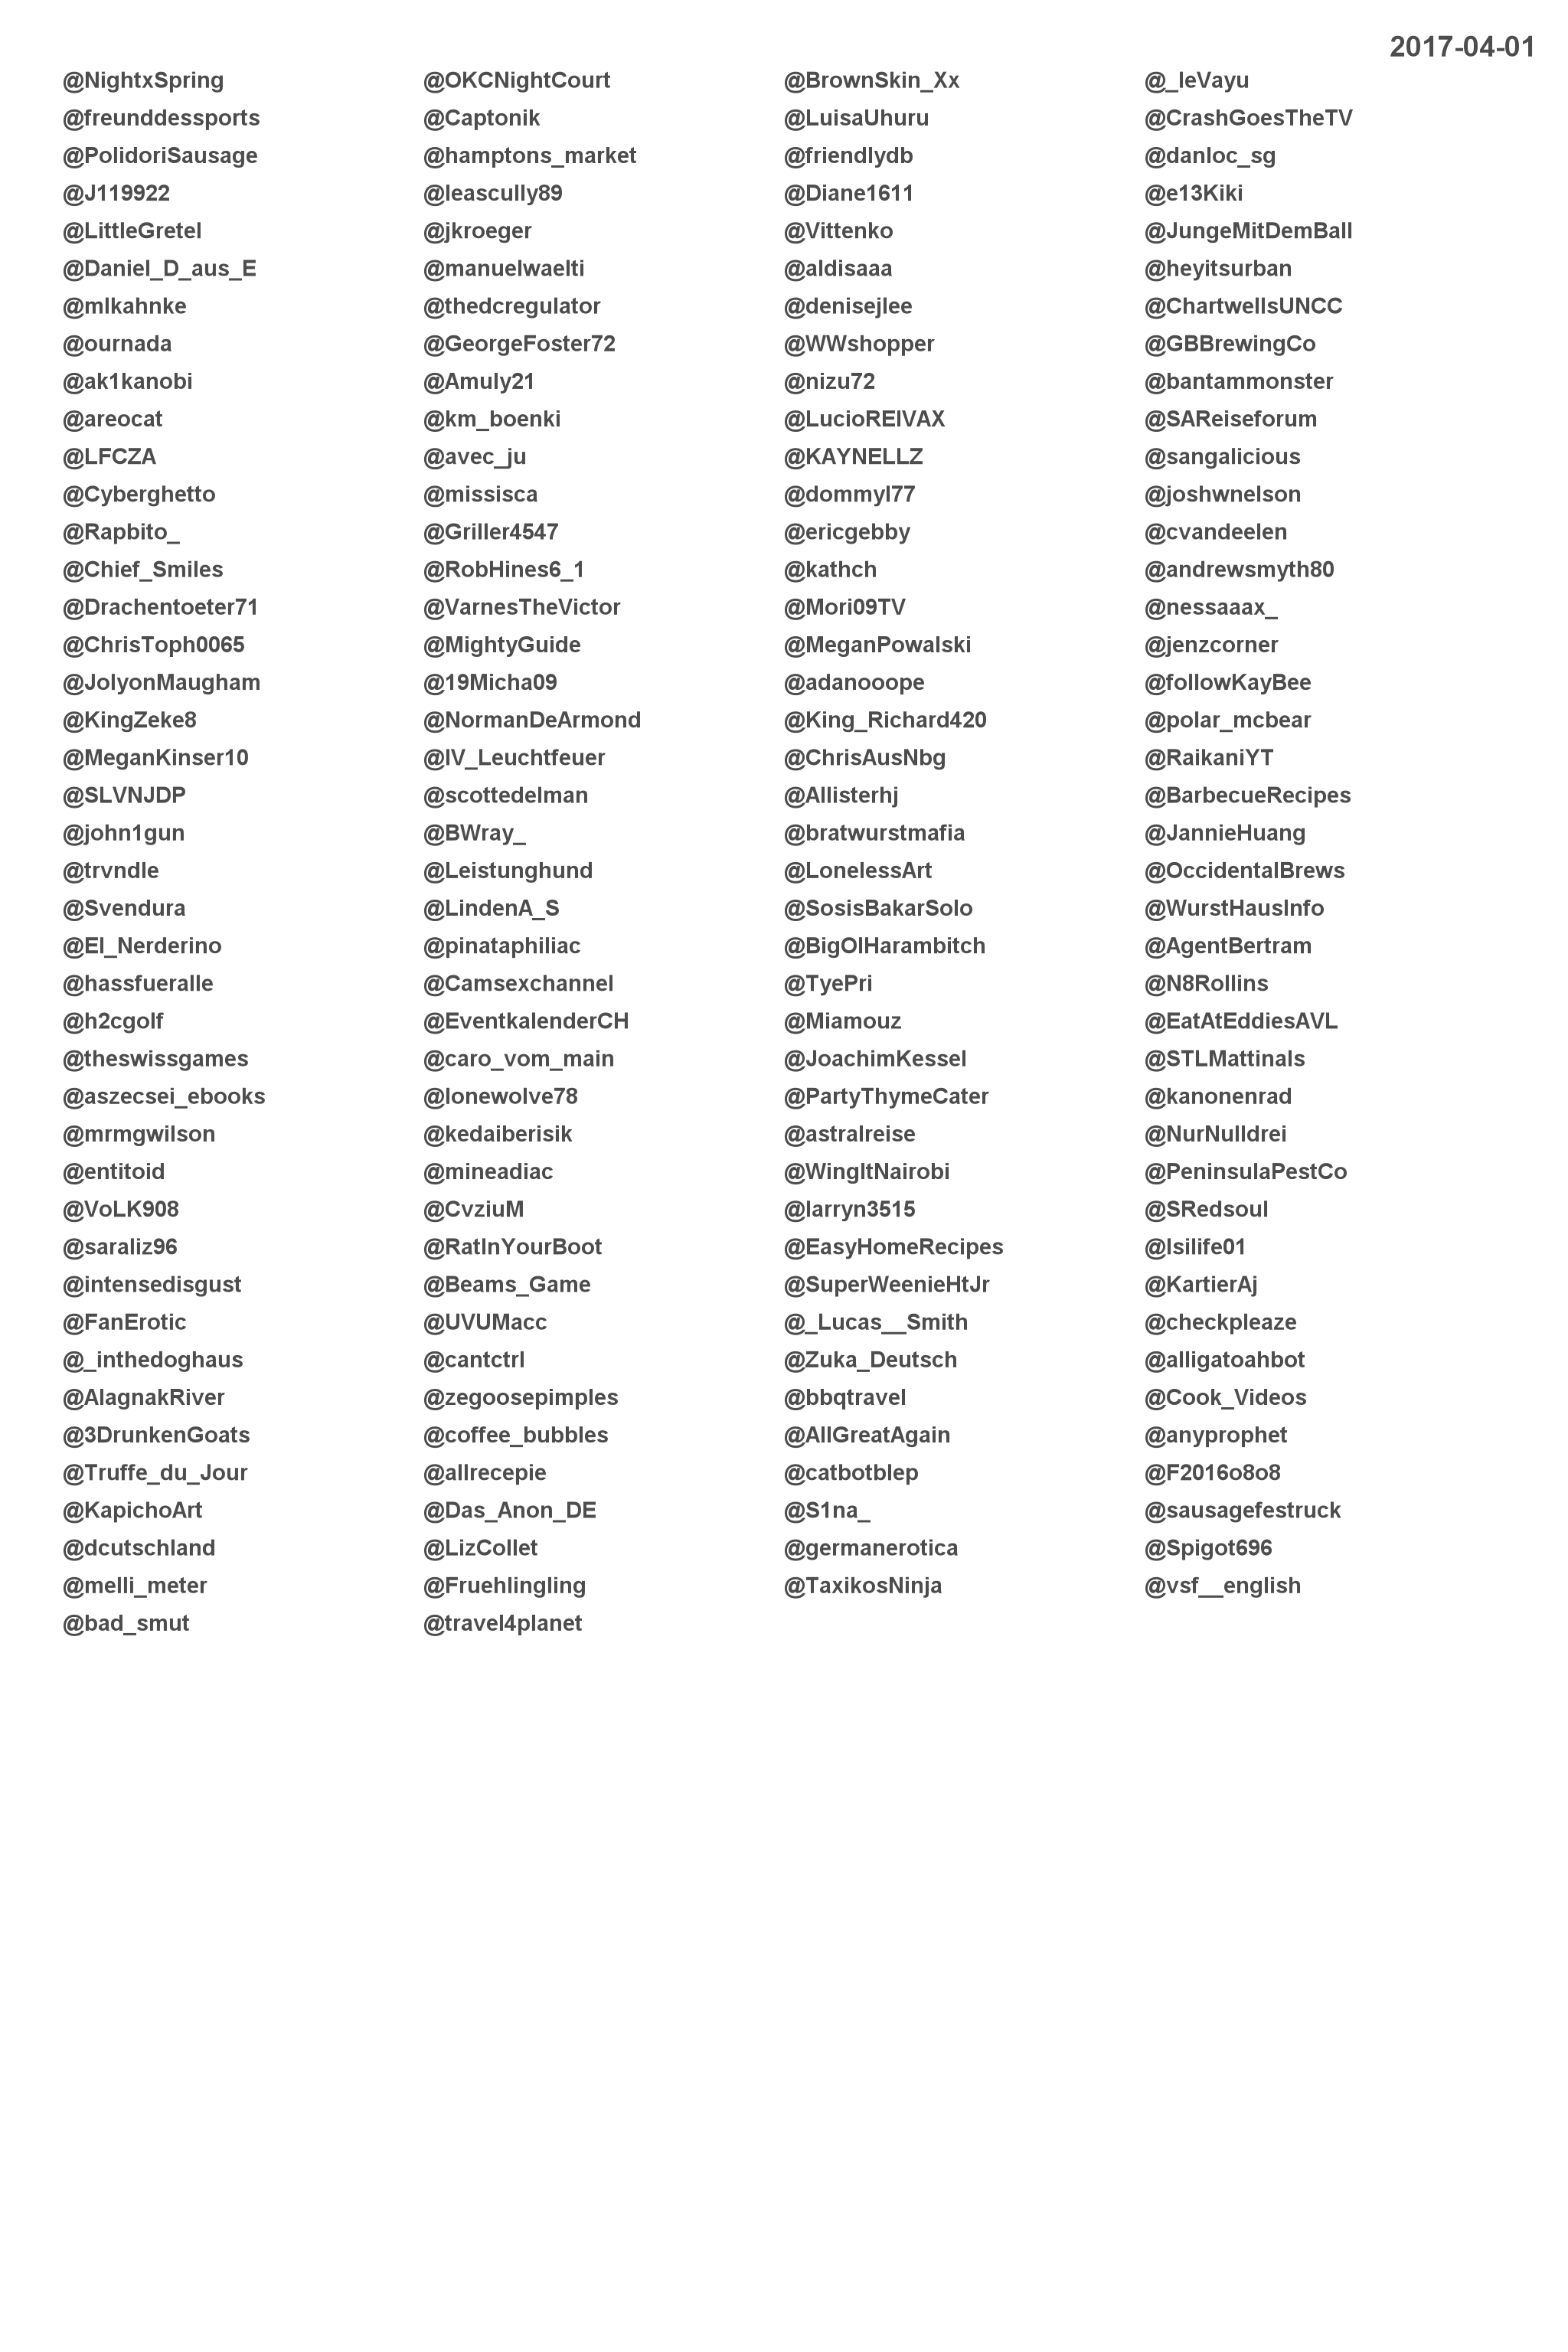 2017-04-01
@NightxSpring @OKCNightCourt @BrownSkin_Xx @_leVayu
@freunddessports @Captonik @LuisaUhuru @CrashGoesTheTV
@PolidoriSausage @hamptons_market @friendlydb @danloc_sg
@J119922 @leascully89 @Diane1611 @e13Kiki
@LittleGretel @jkroeger @Vittenko @JungeMitDemBall
@Daniel_D_aus_E @manuelwaelti @aldisaaa @heyitsurban
@mlkahnke @thedcregulator @denisejlee @ChartwellsUNCC
@ournada @GeorgeFoster72 @WWshopper @GBBrewingCo
@ak1kanobi @Amuly21 @nizu72 @bantammonster
@areocat @km_boenki @LucioREIVAX @SAReiseforum
@LFCZA @avec_ju @KAYNELLZ @sangalicious
@Cyberghetto @missisca @dommyl77 @joshwnelson
@Rapbito_ @Griller4547 @ericgebby @cvandeelen
@Chief_Smiles @RobHines6_1 @kathch @andrewsmyth80
@Drachentoeter71 @VarnesTheVictor @Mori09TV @nessaaax_
@ChrisToph0065 @MightyGuide @MeganPowalski @jenzcorner
@JolyonMaugham @19Micha09 @adanooope @followKayBee
@KingZeke8 @NormanDeArmond @King_Richard420 @polar_mcbear
@MeganKinser10 @IV_Leuchtfeuer @ChrisAusNbg @RaikaniYT
@SLVNJDP @scottedelman @Allisterhj @BarbecueRecipes
@john1gun @BWray_ @bratwurstmafia @JannieHuang
@trvndle @Leistunghund @LonelessArt @OccidentalBrews
@Svendura @LindenA_S @SosisBakarSolo @WurstHausInfo
@El_Nerderino @pinataphiliac @BigOlHarambitch @AgentBertram
@hassfueralle @Camsexchannel @TyePri @N8Rollins
@h2cgolf @EventkalenderCH @Miamouz @EatAtEddiesAVL
@theswissgames @caro_vom_main @JoachimKessel @STLMattinals
@aszecsei_ebooks @lonewolve78 @PartyThymeCater @kanonenrad
@mrmgwilson @kedaiberisik @astralreise @NurNulldrei
@entitoid @mineadiac @WingItNairobi @PeninsulaPestCo
@VoLK908 @CvziuM @larryn3515 @SRedsoul
@saraliz96 @RatInYourBoot @EasyHomeRecipes @lsilife01
@intensedisgust @Beams_Game @SuperWeenieHtJr @KartierAj
@FanErotic @UVUMacc @_Lucas__Smith @checkpleaze
@_inthedoghaus @cantctrl @Zuka_Deutsch @alligatoahbot
@AlagnakRiver @zegoosepimples @bbqtravel @Cook_Videos
@3DrunkenGoats @coffee_bubbles @AllGreatAgain @anyprophet
@Truffe_du_Jour @allrecepie @catbotblep @F2016o8o8
@KapichoArt @Das_Anon_DE @S1na_ @sausagefestruck
@dcutschland @LizCollet @germanerotica @Spigot696
@melli_meter @Fruehlingling @TaxikosNinja @vsf__english
@bad_smut @travel4planet